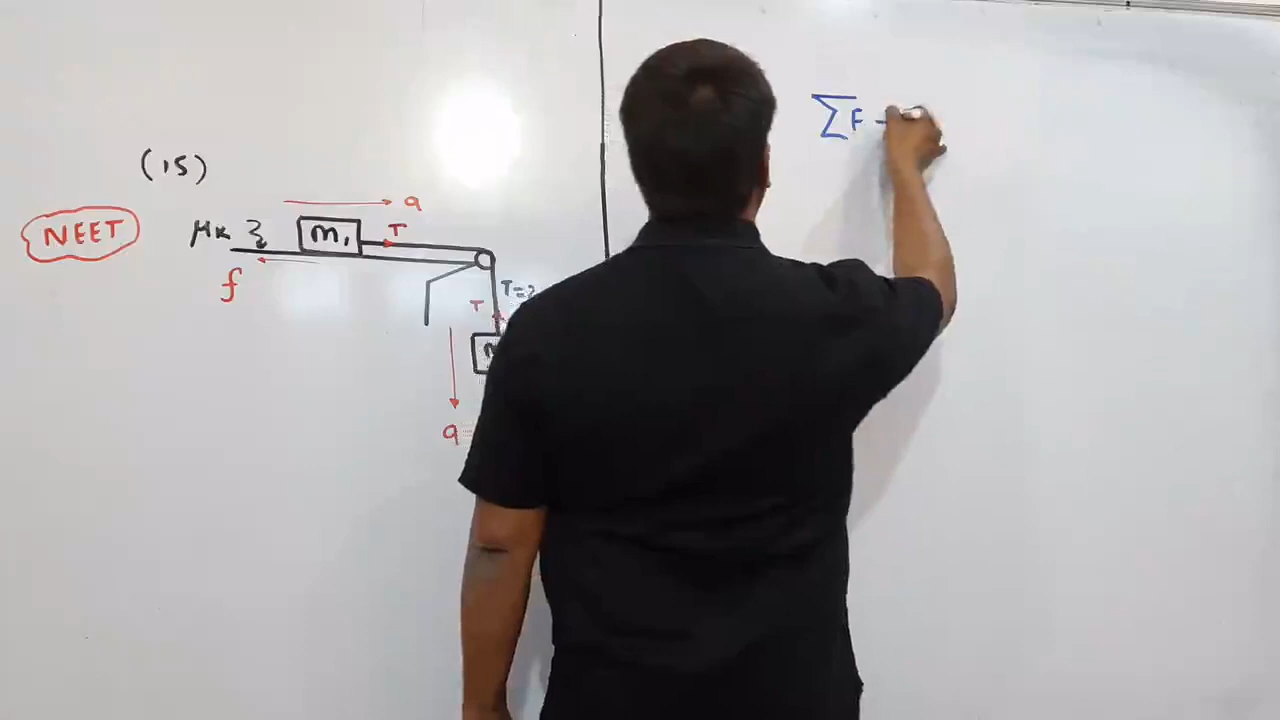 (15)
NEET
μK
m₁
a
T
f
T=?
T
a
ΣF